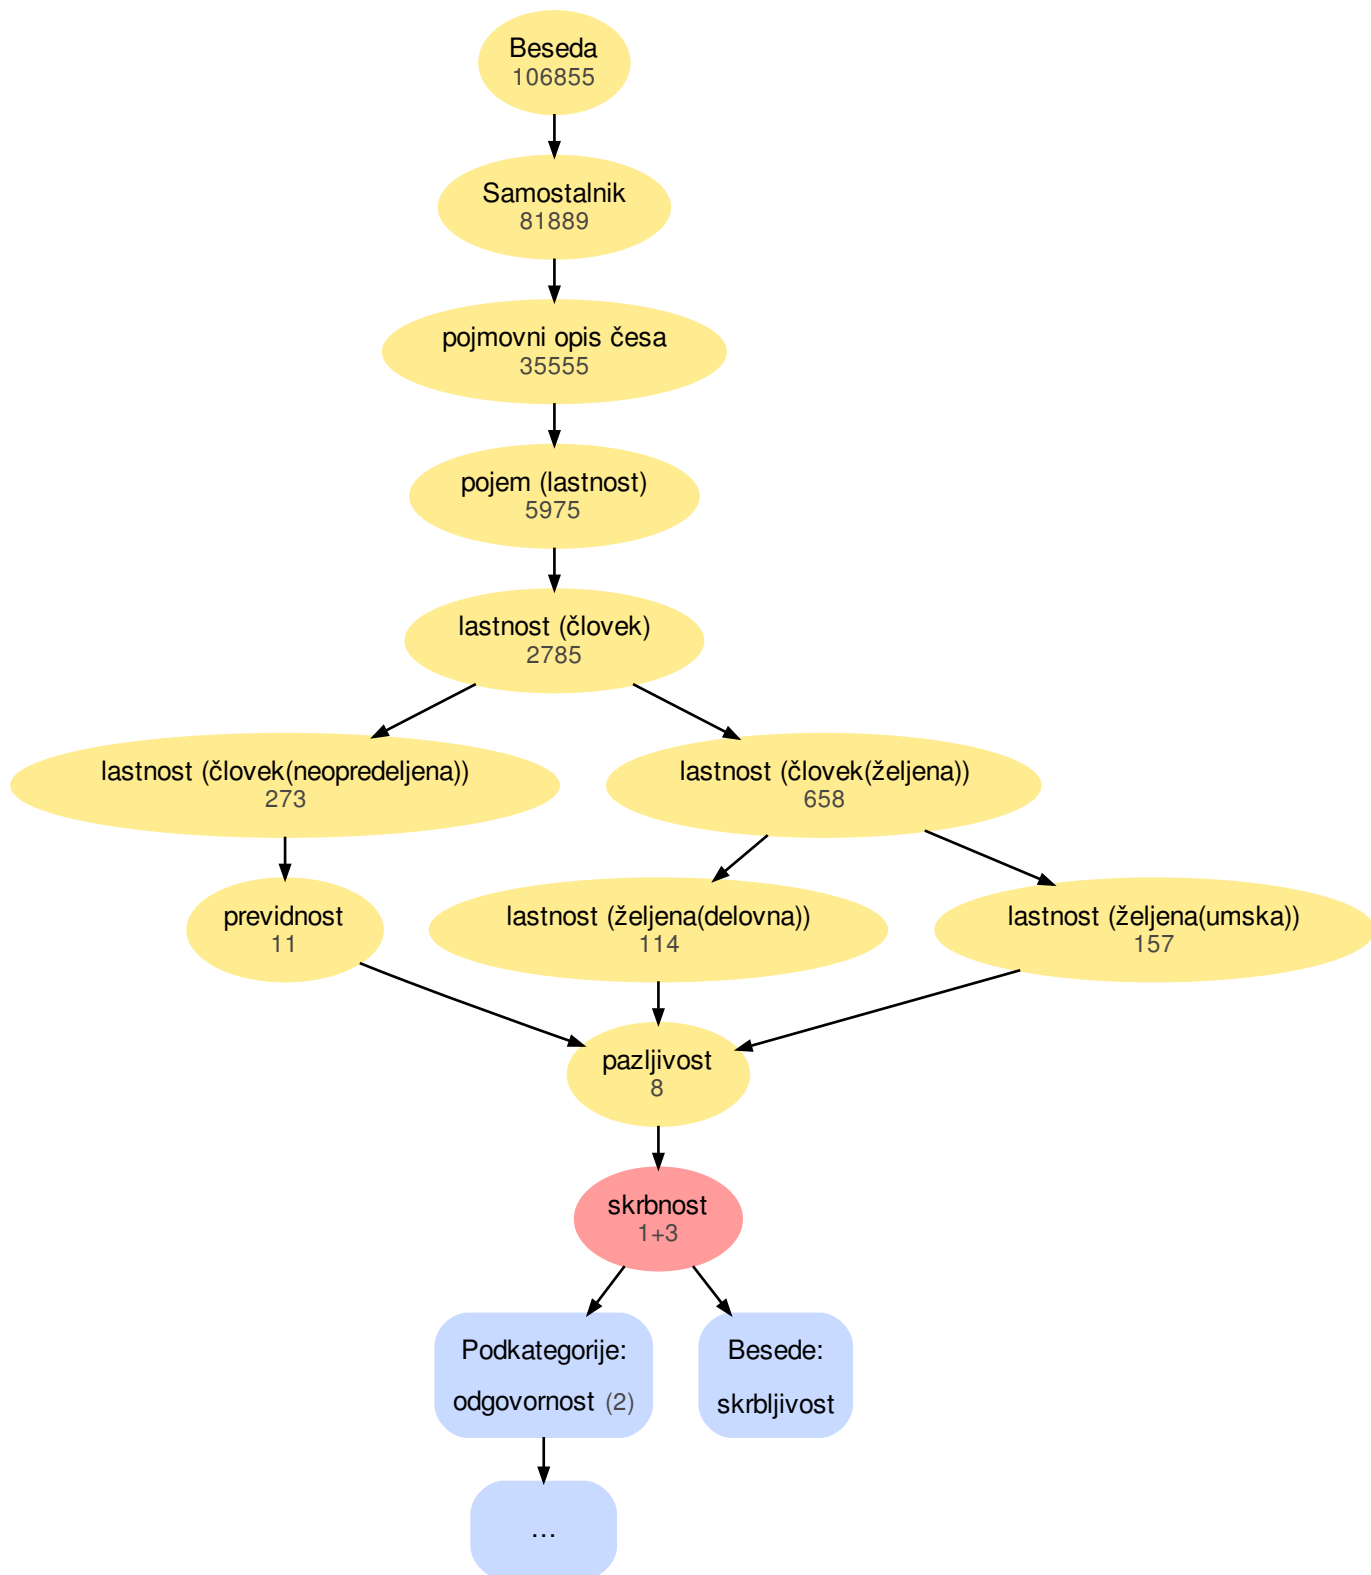 Beseda
106855
Samostalnik
81889
pojmovni opis česa
35555
pojem (lastnost)
5975
lastnost (človek)
2785
lastnost (človek(neopredeljena))
273
lastnost (človek(željena))
658
previdnost
11
lastnost (željena(delovna))
114
lastnost (željena(umska))
157
pazljivost
8
skrbnost
1+3
Podkategorije:
odgovornost (2)
Besede:
skrbljivost
...